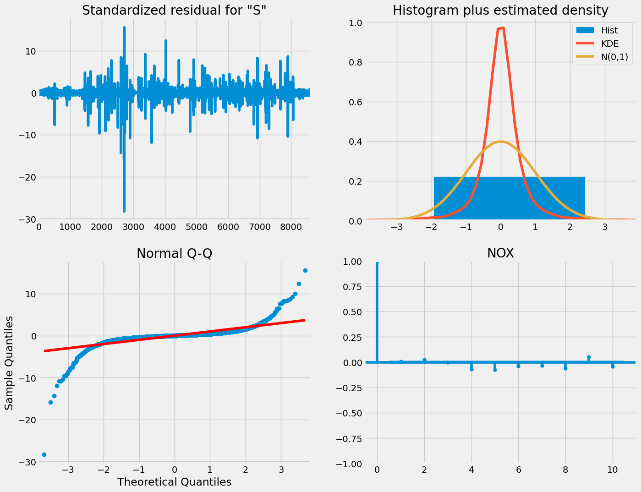 Standardized residual for "S"
10
0
−10
−20
−30
0 1000 2000 3000 4000 5000 6000 7000 8000
Histogram plus estimated density
1.0
0.8
0.6
0.4
0.2
0.0
−3 −2 −1 0 1 2 3
Hist
KDE
N(0,1)
Normal Q-Q
Sample Quantiles
10
0
−10
−20
−30
−3 −2 −1 0 1 2 3
Theoretical Quantiles
NOX
1.00
0.75
0.50
0.25
0.00
−0.25
−0.50
−0.75
−1.00
0 2 4 6 8 10